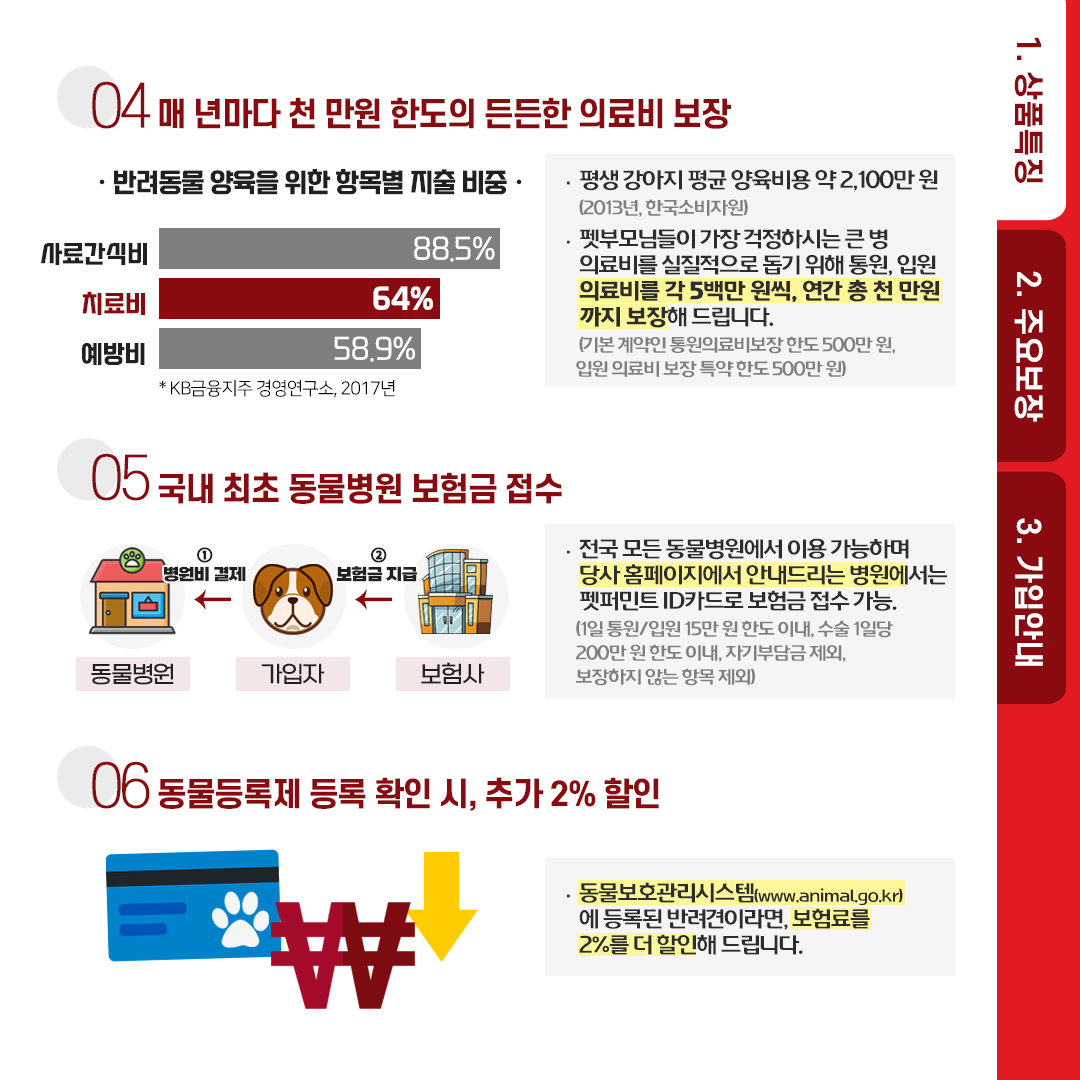 04 매 년마다 천 만원 한도의 든든한 의료비 보장
· 반려동물 양육을 위한 항목별 지출 비중 ·
사료간식비 88.5%
치료비 64%
예방비 58.9%
* KB금융지주 경영연구소, 2017년
· 평생 강아지 평균 양육비용 약 2,100만 원
(2013년, 한국소비자원)
· 펫부모님들이 가장 걱정하시는 큰 병
의료비를 실질적으로 돕기 위해 통원, 입원
의료비를 각 5백만 원씩, 연간 총 천 만원
까지 보장해 드립니다.
(기본 계약인 통원의료비보장 한도 500만 원,
입원 의료비 보장 특약 한도 500만 원)
05 국내 최초 동물병원 보험금 접수
① ②
병원비 결제 보험금 지급
동물병원 가입자 보험사
· 전국 모든 동물병원에서 이용 가능하며
당사 홈페이지에서 안내드리는 병원에서는
펫퍼민트 ID카드로 보험금 접수 가능.
(1일 통원/입원 15만 원 한도 이내, 수술 1일당
200만 원 한도 이내, 자기부담금 제외,
보장하지 않는 항목 제외)
06 동물등록제 등록 확인 시, 추가 2% 할인
· 동물보호관리시스템(www.animal.go.kr)
에 등록된 반려견이라면, 보험료를
2%를 더 할인해 드립니다.
1. 상품특징
2. 주요보장
3. 가입안내